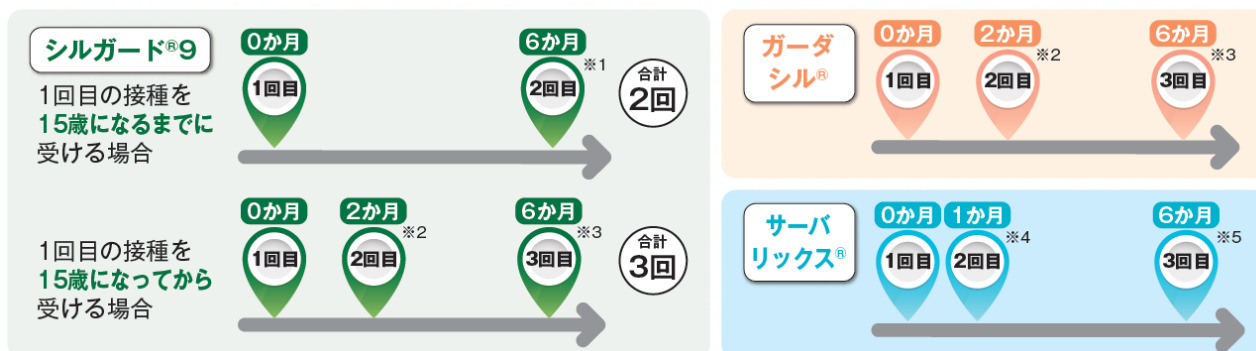 シルガード®9
1回目の接種を
15歳になるまでに
受ける場合
0か月
1回目
6か月
2回目
※1
合計
2回
1回目の接種を
15歳になってから
受ける場合
0か月
1回目
2か月
2回目
※2
6か月
3回目
※3
合計
3回
ガーダ
シル®
0か月
1回目
2か月
2回目
※2
6か月
3回目
※3
サーバ
リックス®
0か月
1回目
1か月
2回目
※4
6か月
3回目
※5